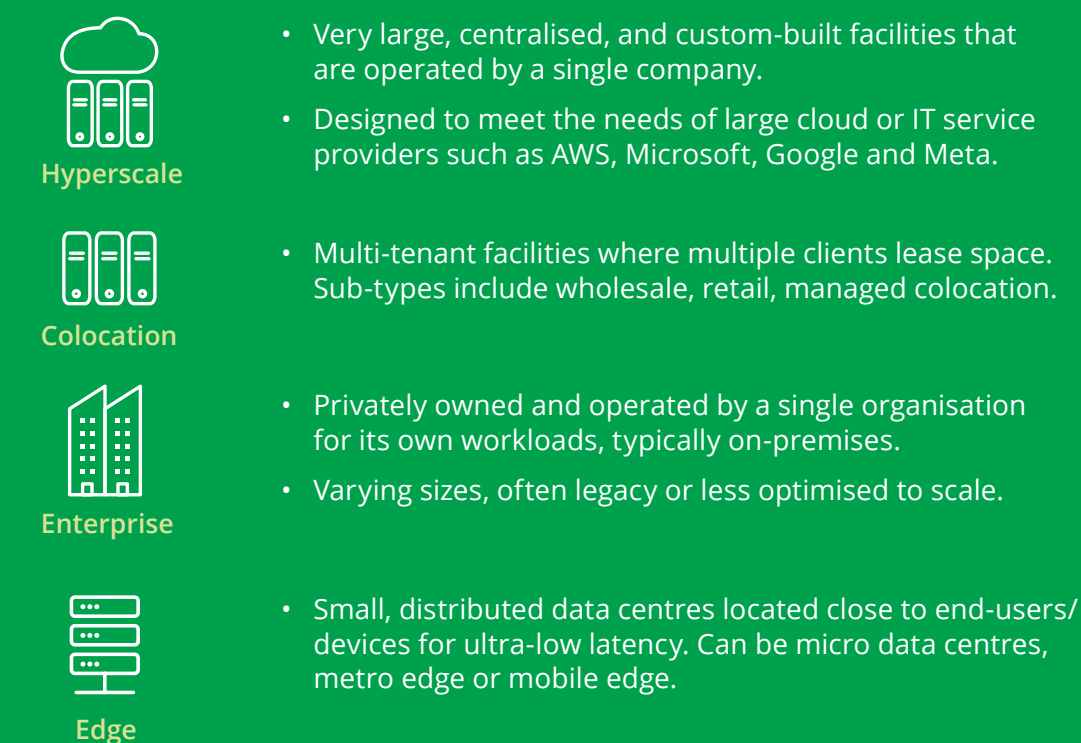 Hyperscale
• Very large, centralised, and custom-built facilities that
are operated by a single company.
• Designed to meet the needs of large cloud or IT service
providers such as AWS, Microsoft, Google and Meta.
Colocation
• Multi-tenant facilities where multiple clients lease space.
Sub-types include wholesale, retail, managed colocation.
Enterprise
• Privately owned and operated by a single organisation
for its own workloads, typically on-premises.
• Varying sizes, often legacy or less optimised to scale.
Edge
• Small, distributed data centres located close to end-users/
devices for ultra-low latency. Can be micro data centres,
metro edge or mobile edge.